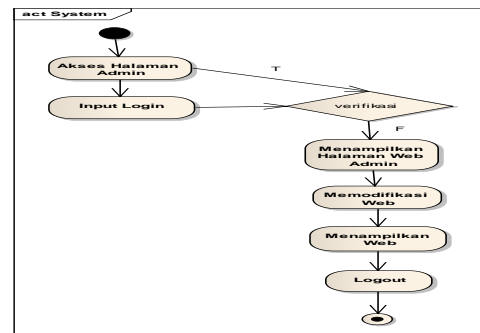 act System
Akses Halaman
Admin
T
Input Login
verifikasi
F
Menampilkan
Halaman Web
Admin
Memodifikasi
Web
Menampilkan
Web
Logout